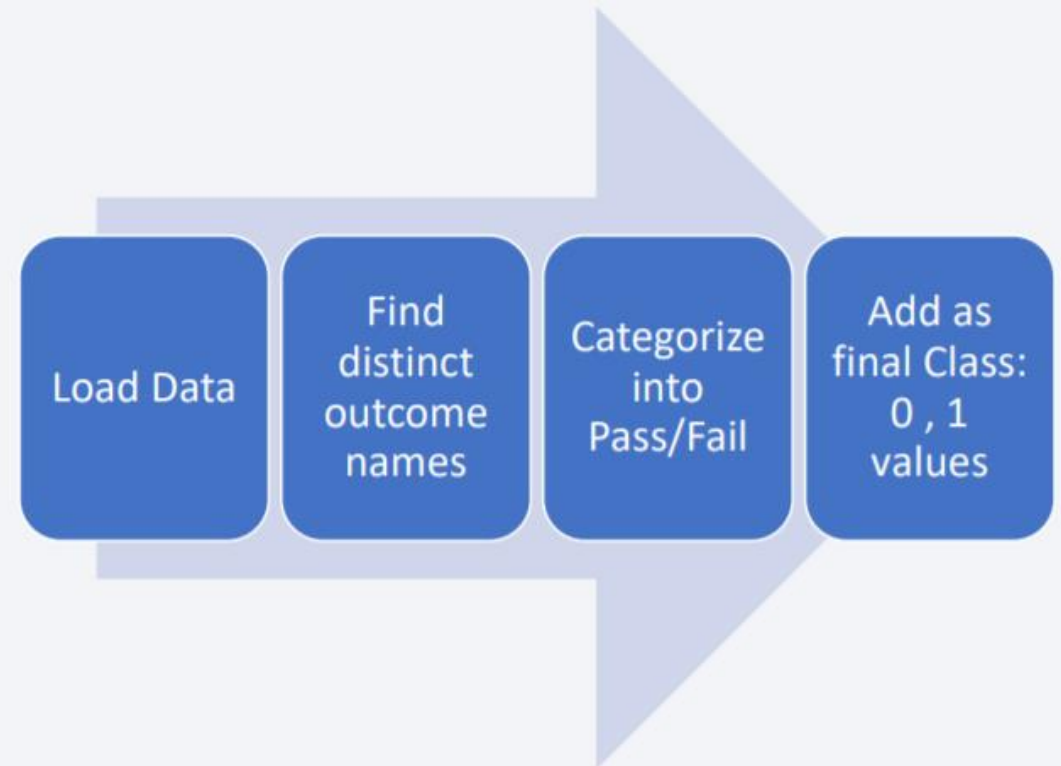 Load Data
Find
distinct
outcome
names
Categorize
into
Pass/Fail
Add as
final Class:
0 , 1
values